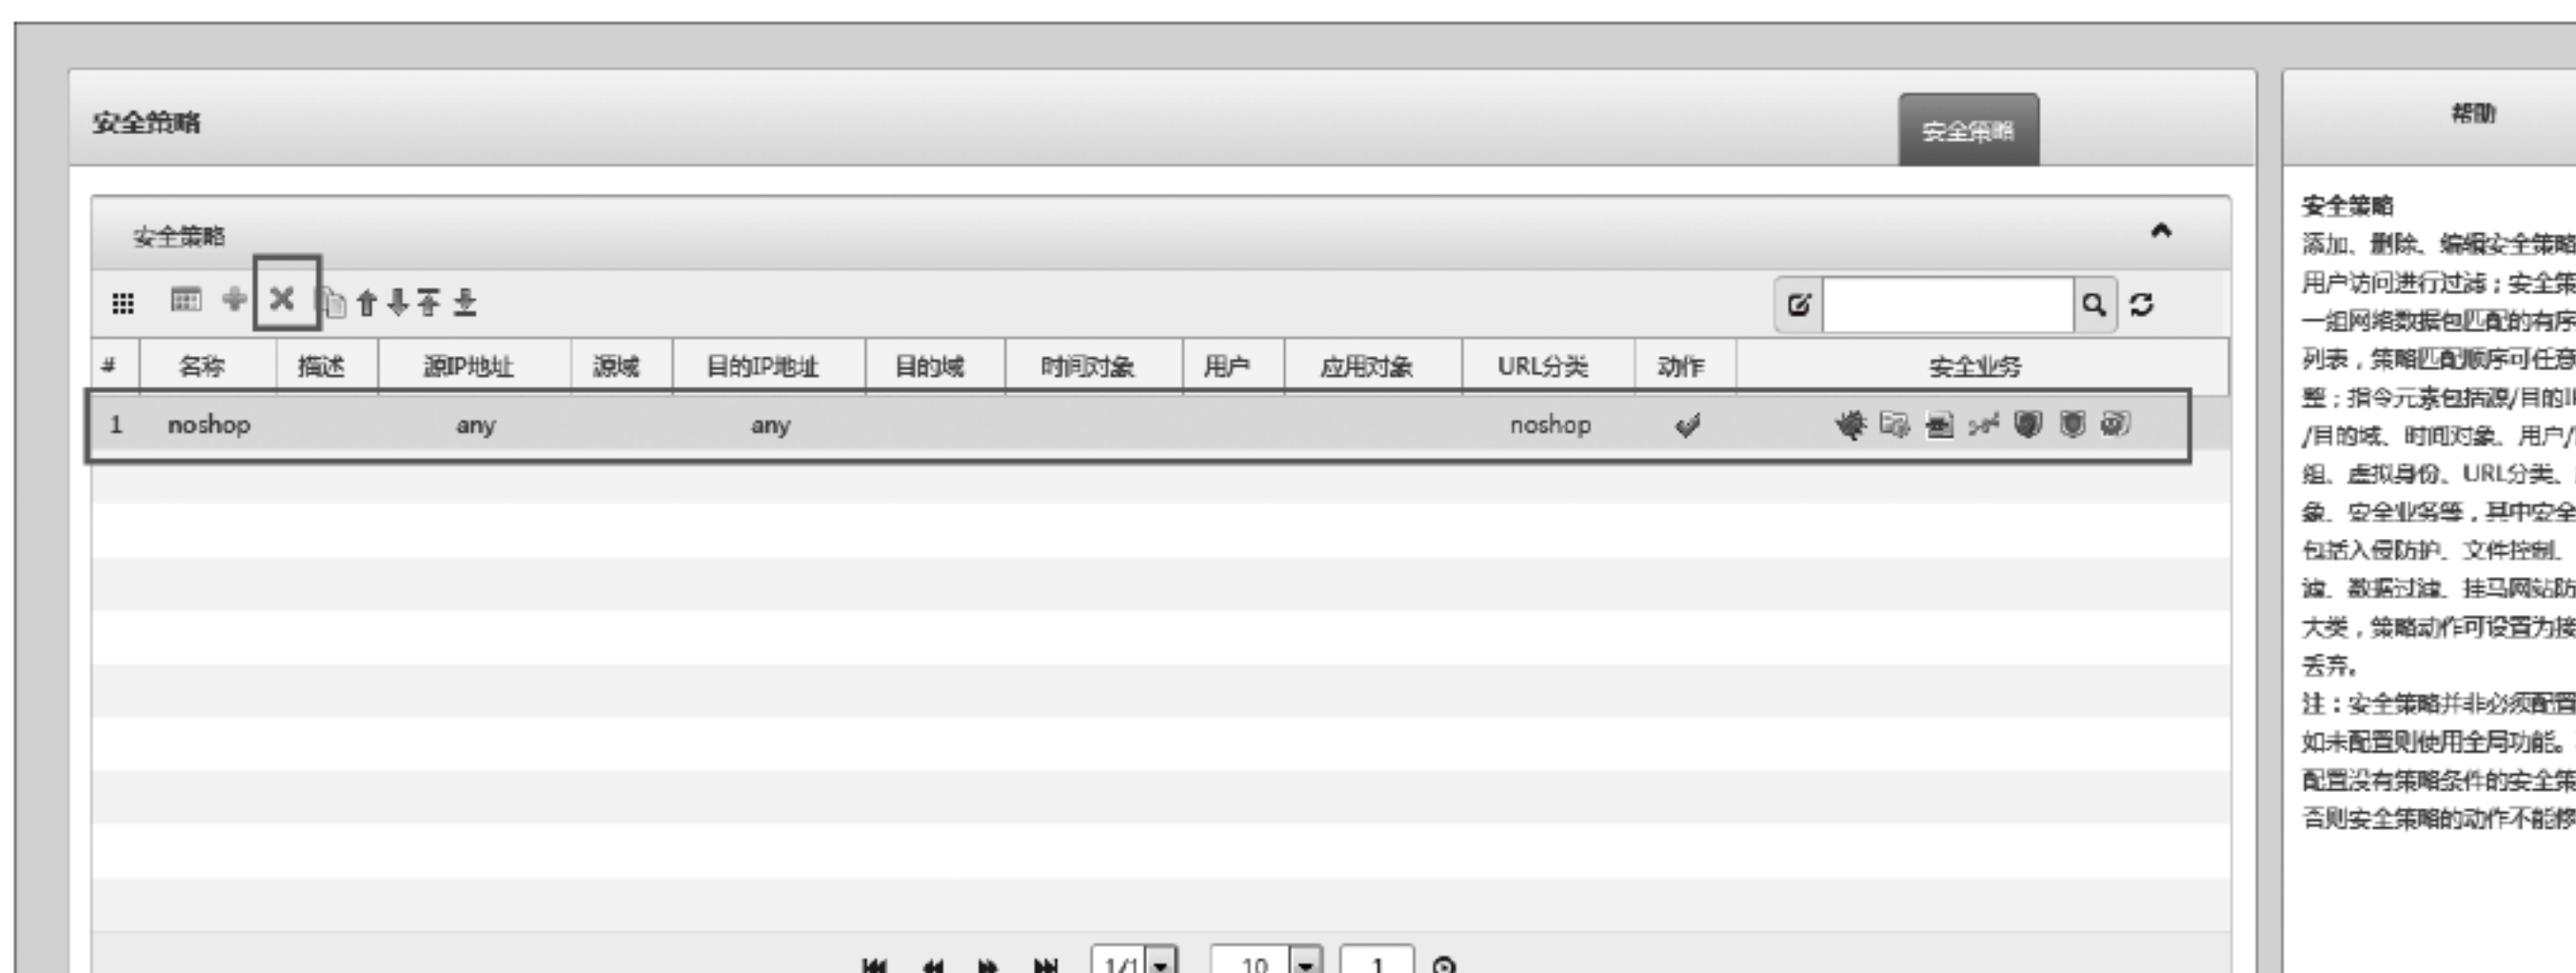 安全策略
安全策略
安全策略
# 名称 描述 源IP地址 源域 目的IP地址 目的域 时间对象 用户 应用对象 URL分类 动作 安全业务
1 noshop any any noshop
1/1 10 1
帮助
安全策略
添加、删除、编辑安全策略
用户访问进行过滤；安全策
一组网络数据包匹配的有序
列表，策略匹配顺序可任意
整；指令元素包括源/目的I
/目的域、时间对象、用户/
组、虚拟身份、URL分类、
象、安全业务等，其中安全
包括入侵防护、文件控制、
滤、数据过滤、挂马网站防
大类，策略动作可设置为接
丢弃。
注：安全策略并非必须配置
如未配置则使用全局功能。
配置没有策略条件的安全策
否则安全策略的动作不能修